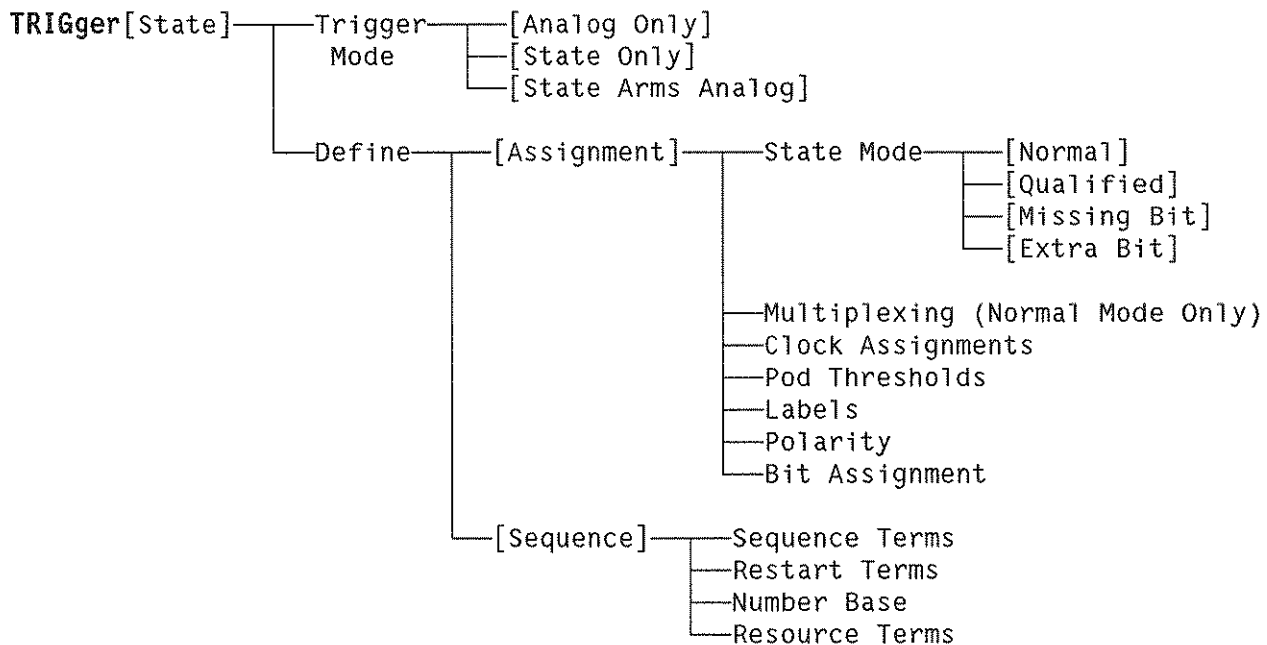 TRIGger[State] Trigger Mode [Analog Only]
[State Only]
[State Arms Analog]
Define [Assignment] State Mode [Normal]
[Qualified]
[Missing Bit]
[Extra Bit]
Multiplexing (Normal Mode Only)
Clock Assignments
Pod Thresholds
Labels
Polarity
Bit Assignment
[Sequence] Sequence Terms
Restart Terms
Number Base
Resource Terms